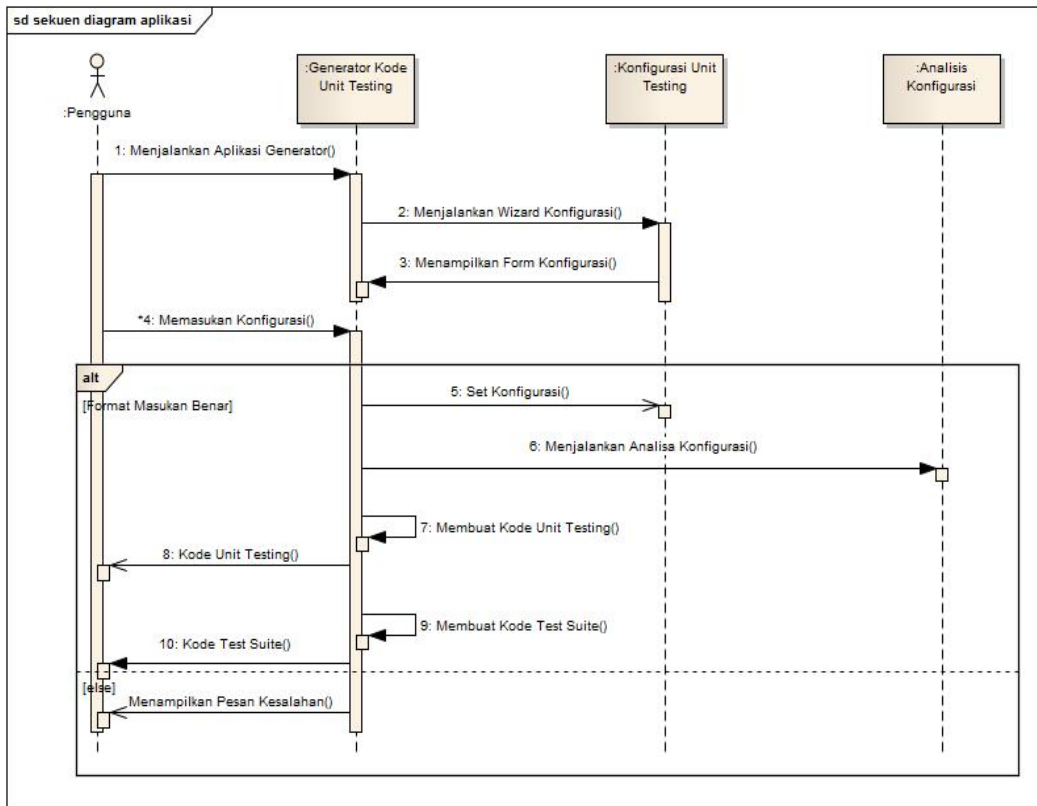 sd sekuen diagram aplikasi
:Pengguna
:Generator Kode
Unit Testing
:Konfigurasi Unit
Testing
:Analisis
Konfigurasi
1: Menjalankan Aplikasi Generator()
2: Menjalankan Wizard Konfigurasi()
3: Menampilkan Form Konfigurasi()
*4: Memasukan Konfigurasi()
alt
[Format Masukan Benar]
5: Set Konfigurasi()
6: Menjalankan Analisa Konfigurasi()
7: Membuat Kode Unit Testing()
8: Kode Unit Testing()
9: Membuat Kode Test Suite()
10: Kode Test Suite()
[else]
Menampilkan Pesan Kesalahan()